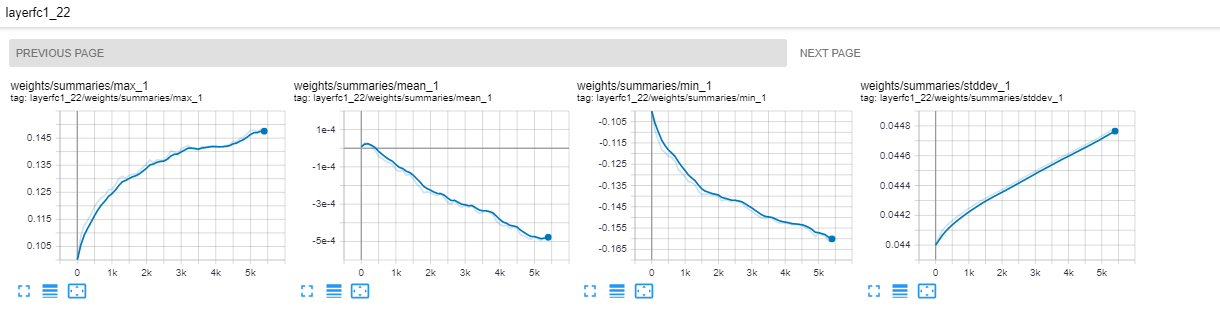 layerfc1_22
PREVIOUS PAGE NEXT PAGE
weights/summaries/max_1
tag: layerfc1_22/weights/summaries/max_1
0.145
0.135
0.125
0.115
0.105
0 1k 2k 3k 4k 5k
weights/summaries/mean_1
tag: layerfc1_22/weights/summaries/mean_1
1e-4
-1e-4
-3e-4
-5e-4
0 1k 2k 3k 4k 5k
weights/summaries/min_1
tag: layerfc1_22/weights/summaries/min_1
-0.105
-0.115
-0.125
-0.135
-0.145
-0.155
-0.165
0 1k 2k 3k 4k 5k
weights/summaries/stddev_1
tag: layerfc1_22/weights/summaries/stddev_1
0.0448
0.0446
0.0444
0.0442
0.044
0 1k 2k 3k 4k 5k